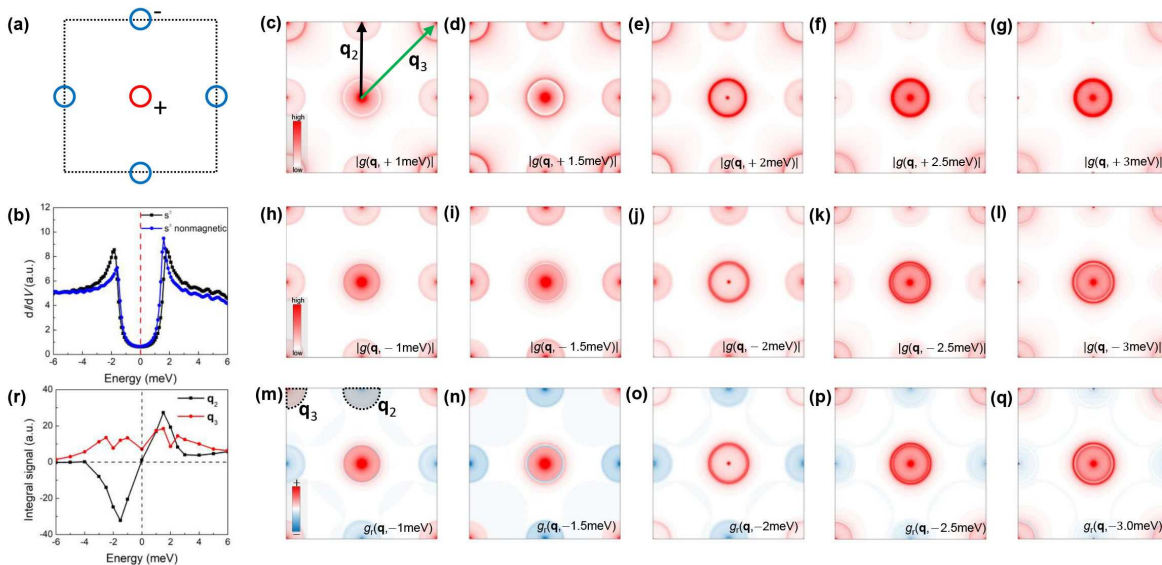 (a)
-
+
(b)
dI/dV (a.u.)
12
10
8
6
4
2
0
s±
s± nonmagnetic
-6 -4 -2 0 2 4 6
Energy (meV)
(r)
Integral signal (a.u.)
40
20
0
-20
-40
q2
q3
-6 -4 -2 0 2 4 6
Energy (meV)
(c)
q2
q3
high
low
|g(q, + 1meV)|
(d)
|g(q, + 1.5meV)|
(e)
|g(q, + 2meV)|
(f)
|g(q, + 2.5meV)|
(g)
|g(q, + 3meV)|
(h)
high
low
|g(q, − 1meV)|
(i)
|g(q, − 1.5meV)|
(j)
|g(q, − 2meV)|
(k)
|g(q, − 2.5meV)|
(l)
|g(q, − 3meV)|
(m)
q3
q2
+
−
gr(q,−1meV)
(n)
gr(q,−1.5meV)
(o)
gr(q,−2meV)
(p)
gr(q,−2.5meV)
(q)
gr(q,−3.0meV)